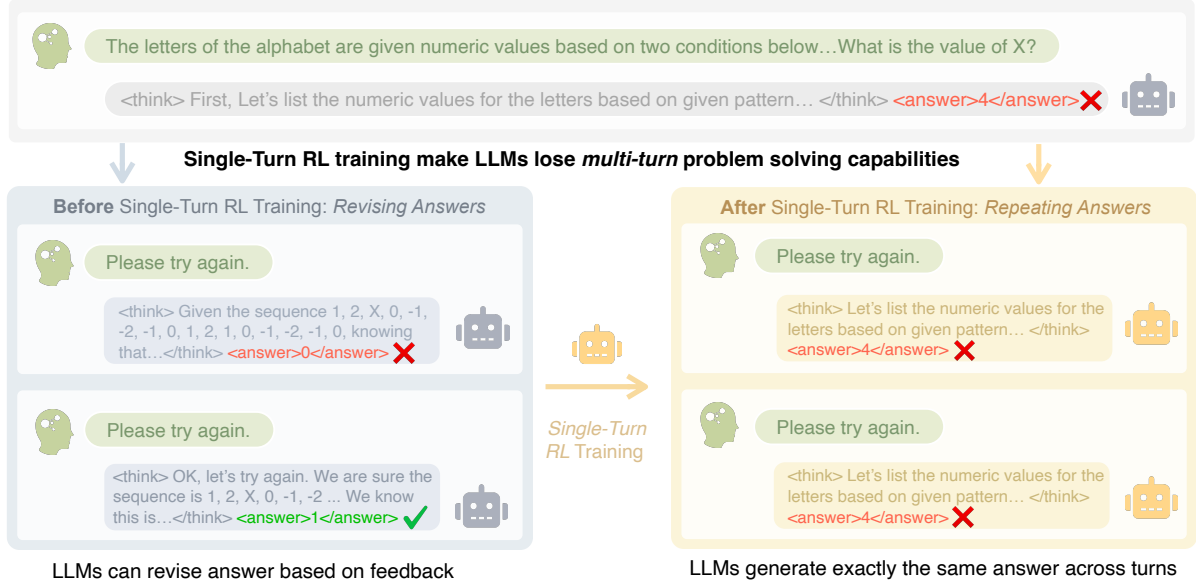 The letters of the alphabet are given numeric values based on two conditions below…What is the value of X?
<think> First, Let's list the numeric values for the letters based on given pattern… </think> <answer>4</answer>
Single-Turn RL training make LLMs lose multi-turn problem solving capabilities
Before Single-Turn RL Training: Revising Answers
Please try again.
<think> Given the sequence 1, 2, X, 0, -1,
-2, -1, 0, 1, 2, 1, 0, -1, -2, -1, 0, knowing
that…</think> <answer>0</answer>
Please try again.
<think> OK, let's try again. We are sure the
sequence is 1, 2, X, 0, -1, -2 ... We know
this is…</think> <answer>1</answer>
LLMs can revise answer based on feedback
Single-Turn
RL Training
After Single-Turn RL Training: Repeating Answers
Please try again.
<think> Let's list the numeric values for the
letters based on given pattern… </think>
<answer>4</answer>
Please try again.
<think> Let's list the numeric values for the
letters based on given pattern… </think>
<answer>4</answer>
LLMs generate exactly the same answer across turns